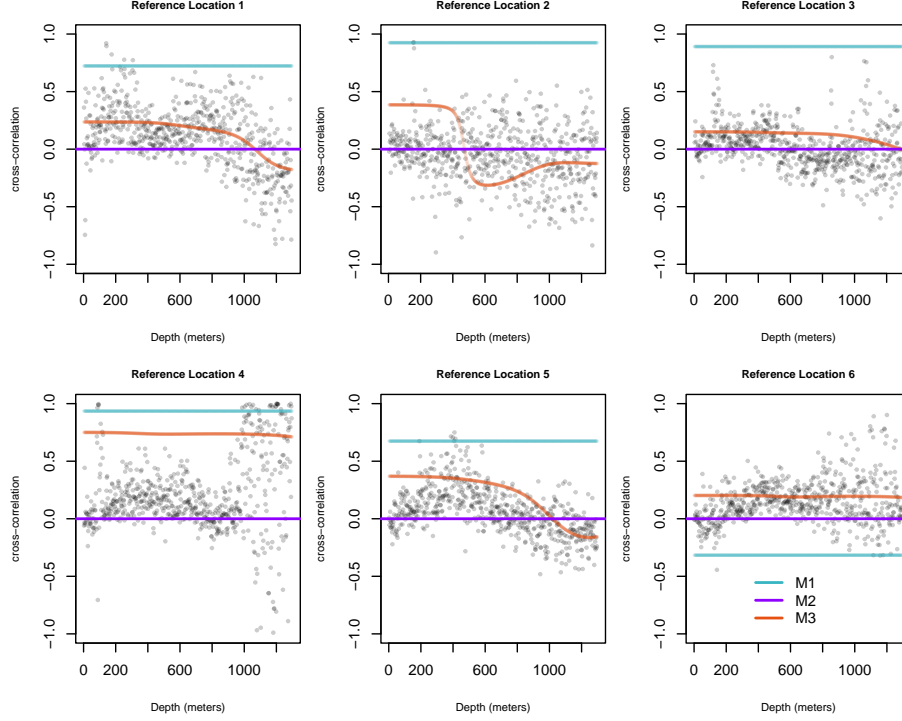 Reference Location 1
cross−correlation
1.0
0.5
0.0
−0.5
−1.0
0 200 600 1000
Depth (meters)
Reference Location 2
cross−correlation
1.0
0.5
0.0
−0.5
−1.0
0 200 600 1000
Depth (meters)
Reference Location 3
cross−correlation
1.0
0.5
0.0
−0.5
−1.0
0 200 600 1000
Depth (meters)
Reference Location 4
cross−correlation
1.0
0.5
0.0
−0.5
−1.0
0 200 600 1000
Depth (meters)
Reference Location 5
cross−correlation
1.0
0.5
0.0
−0.5
−1.0
0 200 600 1000
Depth (meters)
Reference Location 6
cross−correlation
1.0
0.5
0.0
−0.5
−1.0
M1
M2
M3
0 200 600 1000
Depth (meters)